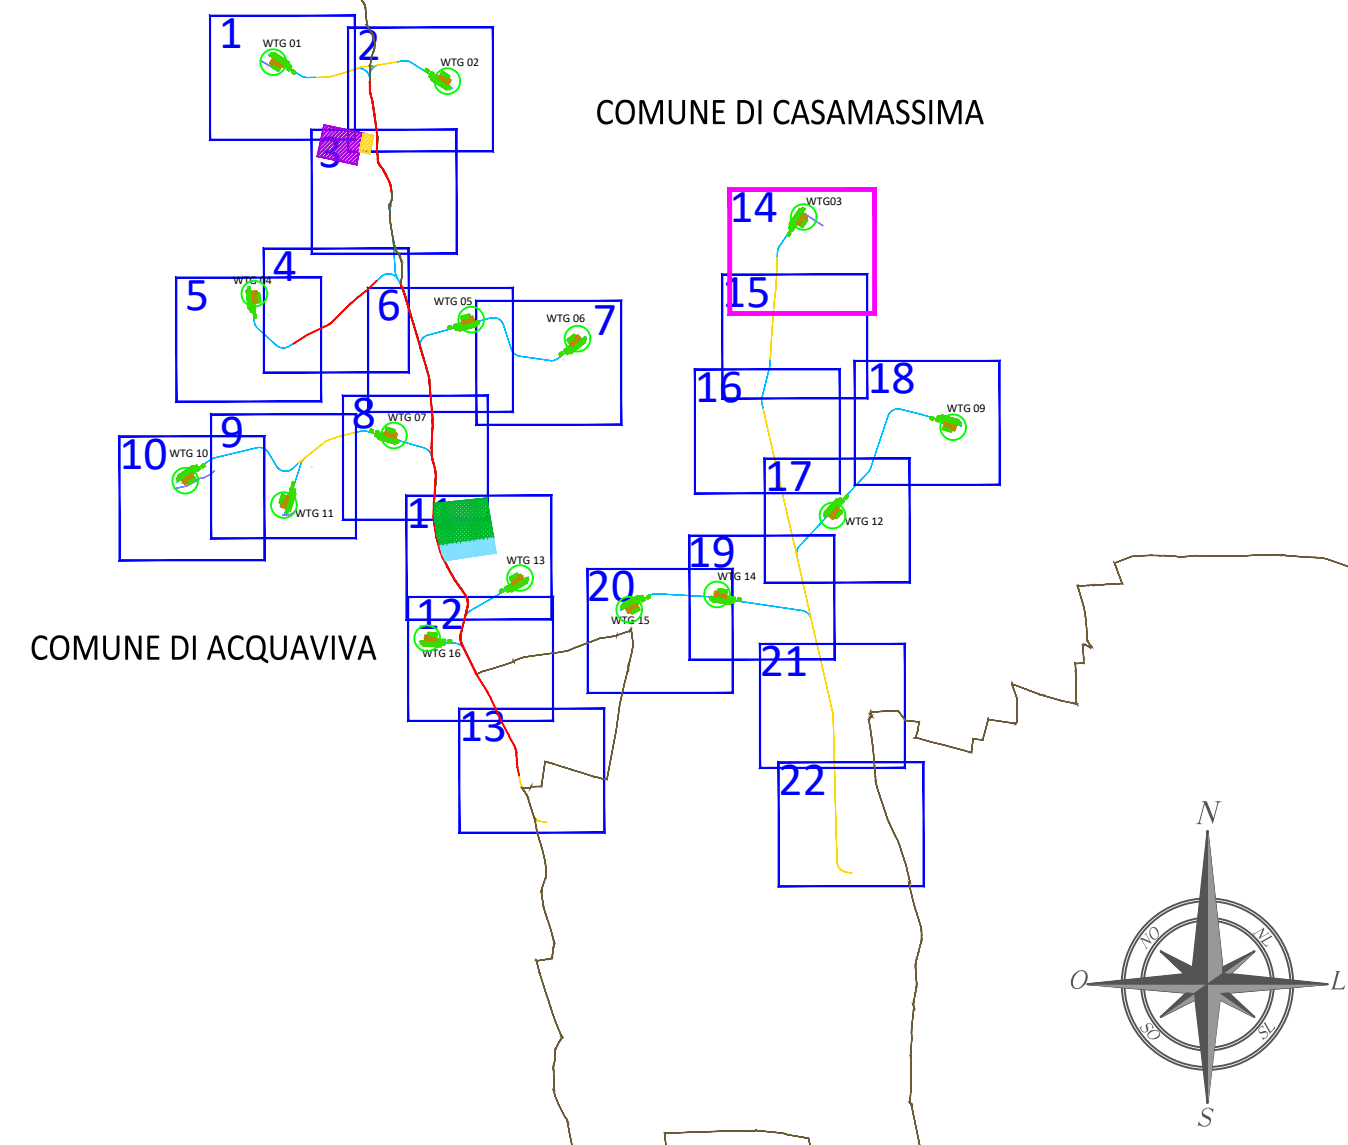 1
WTG 01
2
WTG 02
COMUNE DI CASAMASSIMA
3
14
WTG03
4
WTG 04
5
6
WTG 05
7
WTG 06
15
16
18
WTG 09
8
WTG 07
9
10
WTG 10
WTG 11
17
WTG 12
11
WTG 13
19
WTG 14
20
WTG 15
12
WTG 16
COMUNE DI ACQUAVIVA
21
13
22
N
NO
NL
O
L
SO
SL
S